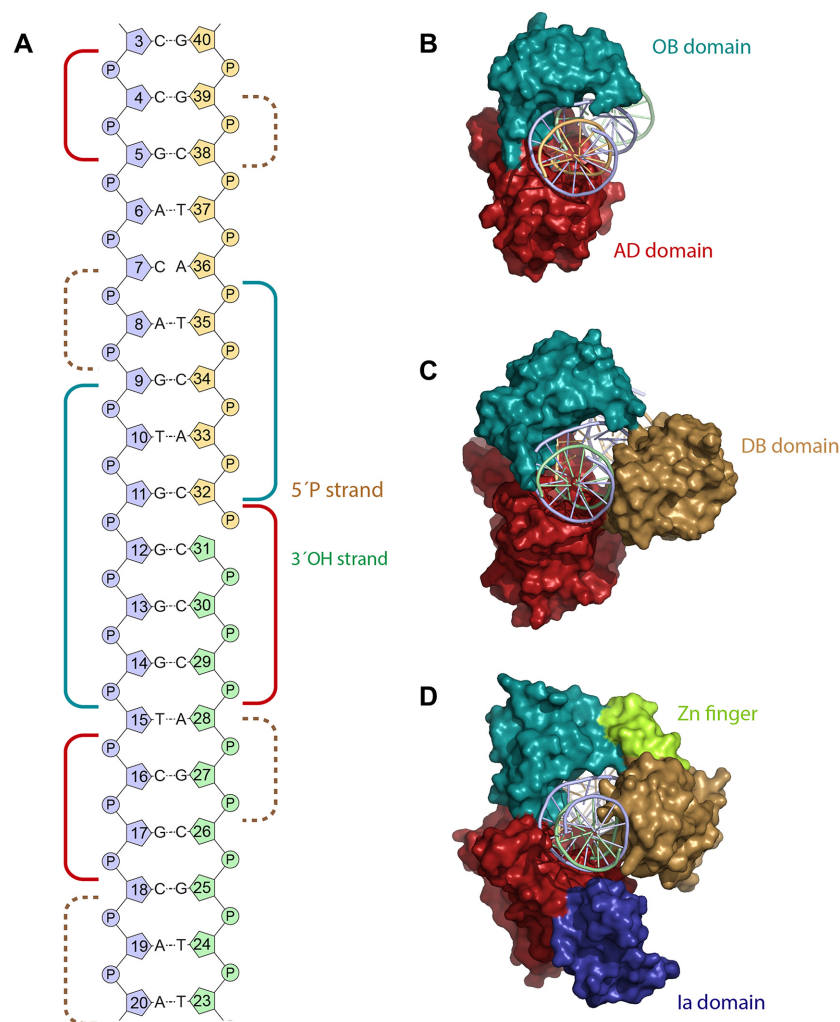 A
3 C G 40
P P
4 C G 39
P P
5 G C 38
P P
6 A T 37
P P
7 C A 36
P P
8 A T 35
P P
9 G C 34
P P
10 T A 33
P P
11 G C 32
5´P strand
P P
12 G C 31
3´OH strand
P P
13 G C 30
P P
14 G C 29
P P
15 T A 28
P P
16 C G 27
P P
17 G C 26
P P
18 C G 25
P P
19 A T 24
P P
20 A T 23
B
OB domain
AD domain
C
DB domain
D
Zn finger
Ia domain